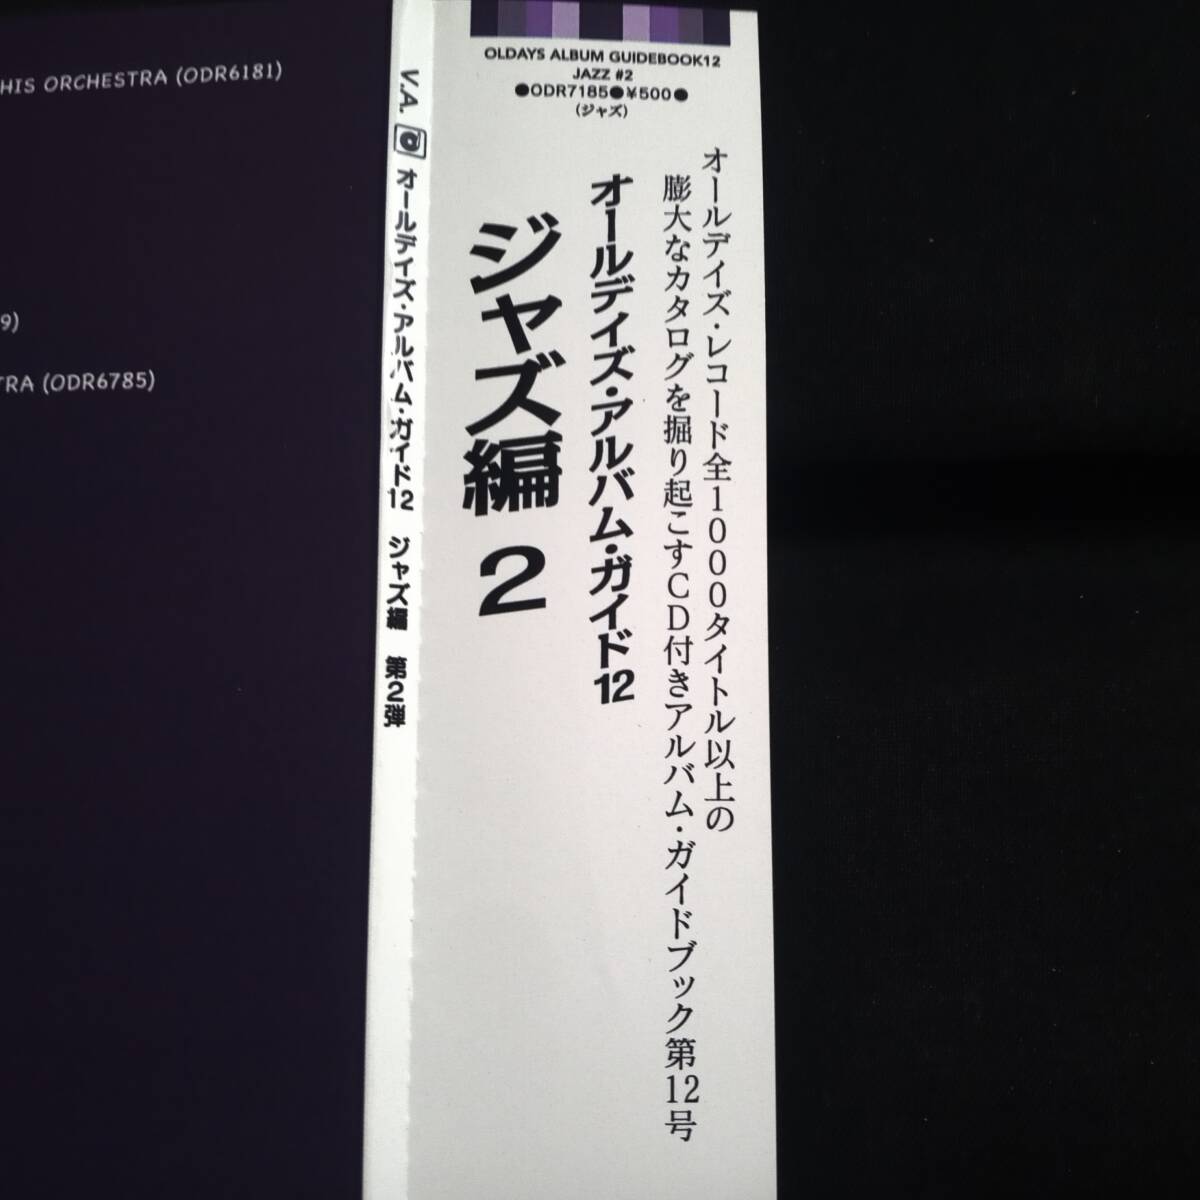 HIS ORCHESTRA (ODR6181)
9)
TRA (ODR6785)
V.A. @ オールデイズ・アルバム・ガイド12 ジャズ編 第2弾
OLDAYS ALBUM GUIDEBOOK12
JAZZ #2
●ODR7185●¥500●
(ジャズ)
オールデイズ・レコード全1000タイトル以上の
膨大なカタログを掘り起こすCD付きアルバム・ガイドブック第12号
オールデイズ・アルバム・ガイド12
ジャズ編 2